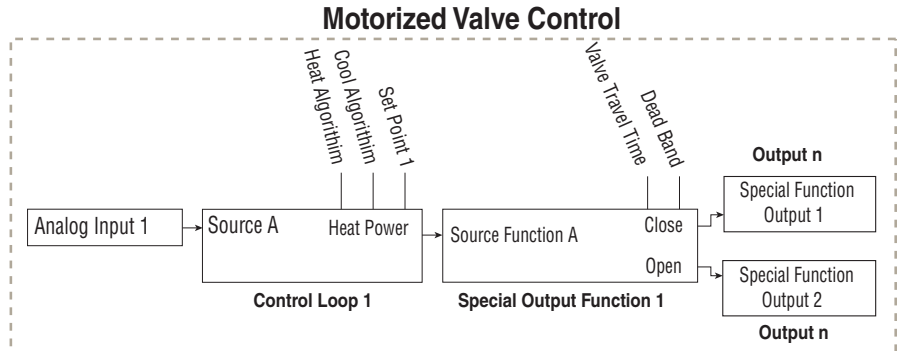 Motorized Valve Control
Heat Algorithim
Cool Algorithim
Set Point 1
Valve Travel Time
Dead Band
Output n
Analog Input 1
Source A
Heat Power
Source Function A
Close
Open
Special Function
Output 1
Special Function
Output 2
Control Loop 1
Special Output Function 1
Output n